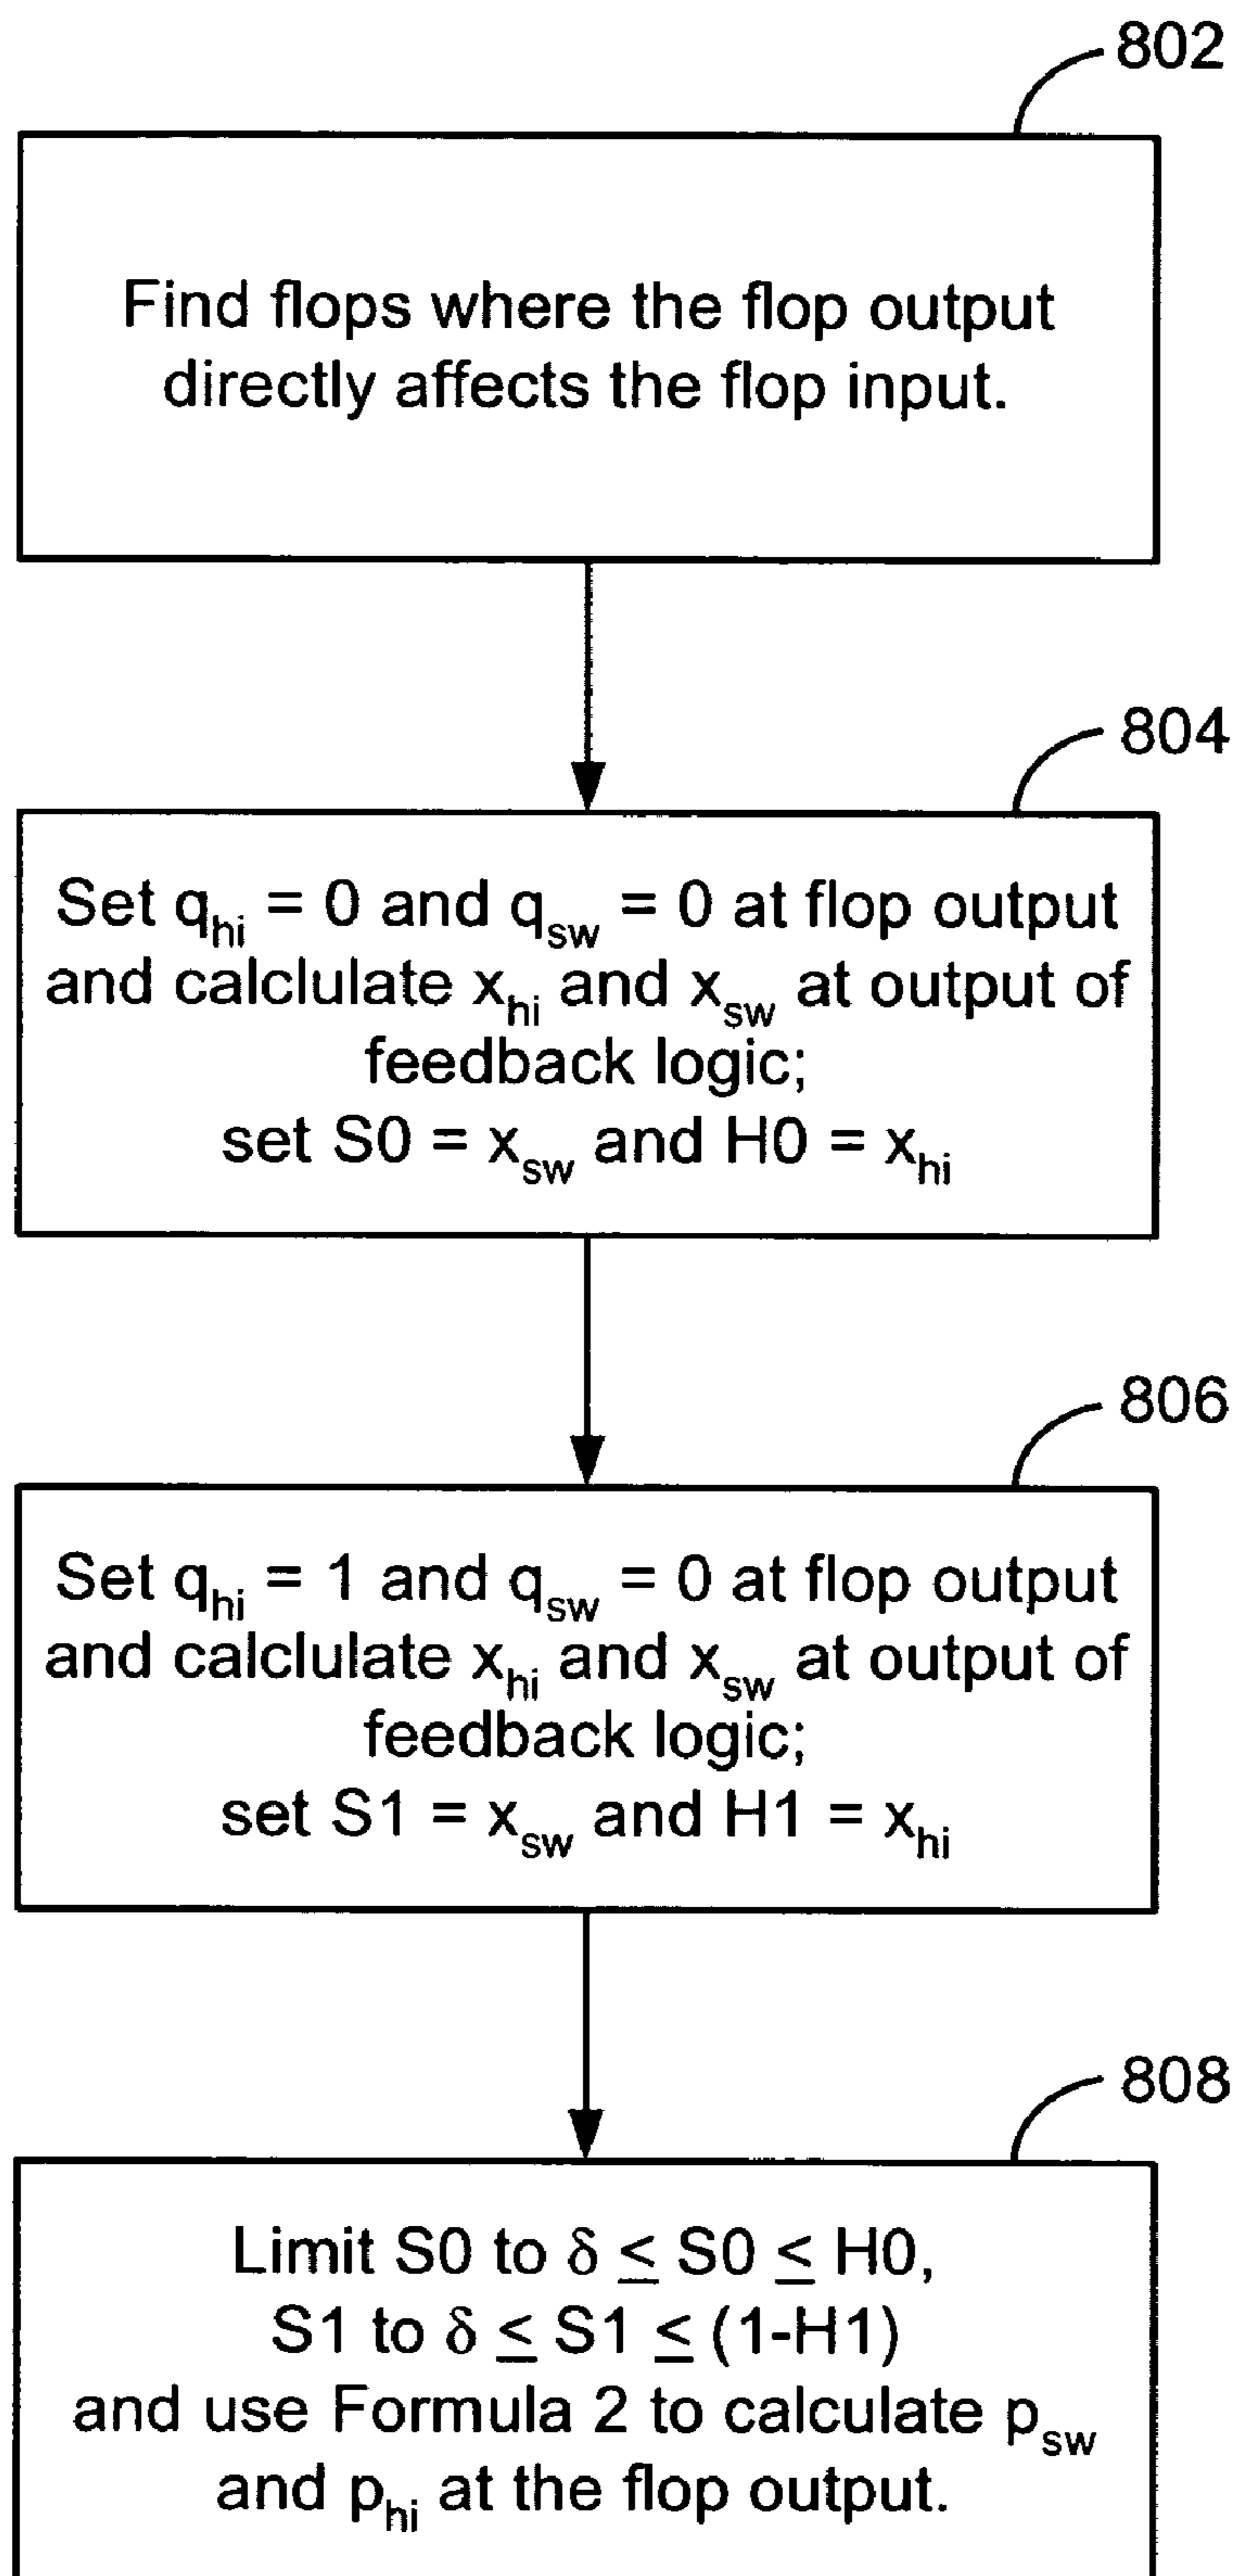 802
Find flops where the flop output
directly affects the flop input.
804
Set q_hi = 0 and q_sw = 0 at flop output
and calclulate x_hi and x_sw at output of
feedback logic;
set S0 = x_sw and H0 = x_hi
806
Set q_hi = 1 and q_sw = 0 at flop output
and calclulate x_hi and x_sw at output of
feedback logic;
set S1 = x_sw and H1 = x_hi
808
Limit S0 to δ ≤ S0 ≤ H0,
S1 to δ ≤ S1 ≤ (1-H1)
and use Formula 2 to calculate p_sw
and p_hi at the flop output.